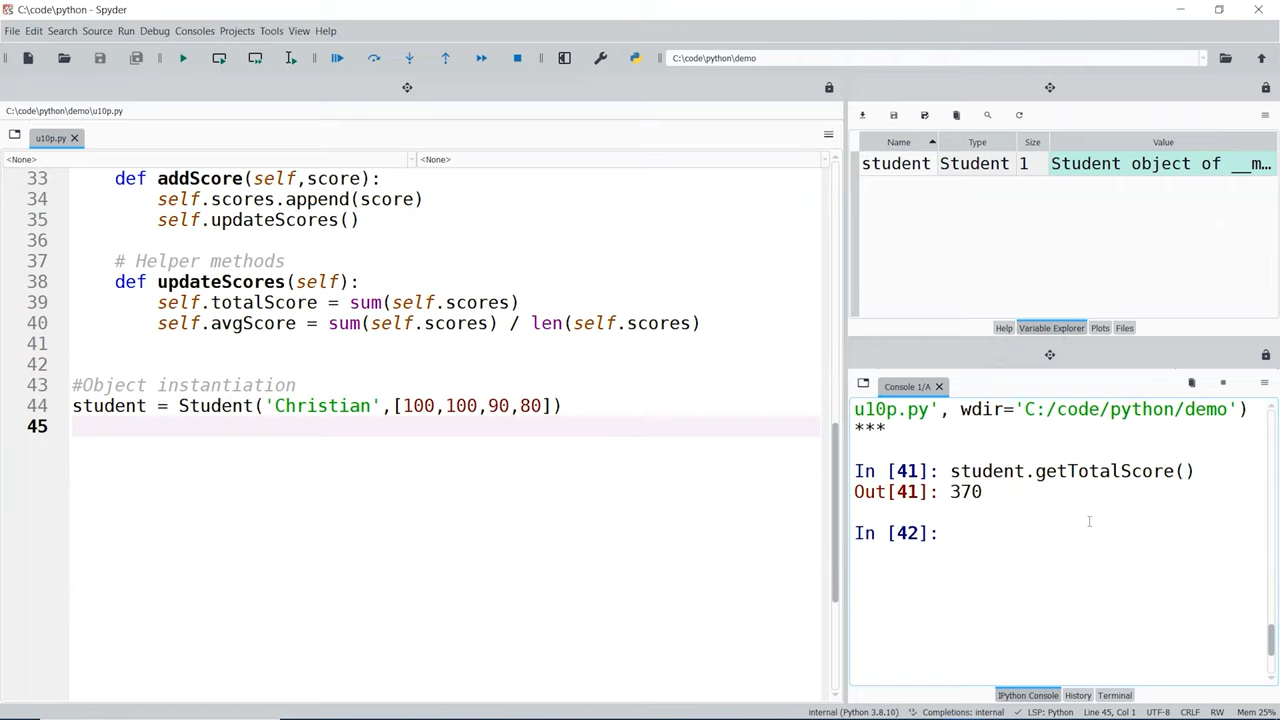 C:\code\python - Spyder
File Edit Search Source Run Debug Consoles Projects Tools View Help
C:\code\python\demo
C:\code\python\demo\u10p.py
u10p.py
<None> <None>
33 def addScore(self,score):
34 self.scores.append(score)
35 self.updateScores()
36
37 # Helper methods
38 def updateScores(self):
39 self.totalScore = sum(self.scores)
40 self.avgScore = sum(self.scores) / len(self.scores)
41
42
43 #Object instantiation
44 student = Student('Christian',[100,100,90,80])
45
Name Type Size Value
student Student 1 Student object of __m…
Help Variable Explorer Plots Files
Console 1/A
u10p.py', wdir='C:/code/python/demo')
***
In [41]: student.getTotalScore()
Out[41]: 370
In [42]:
IPython Console History Terminal
internal (Python 3.8.10) Completions: internal LSP: Python Line 45, Col 1 UTF-8 CRLF RW Mem 25%